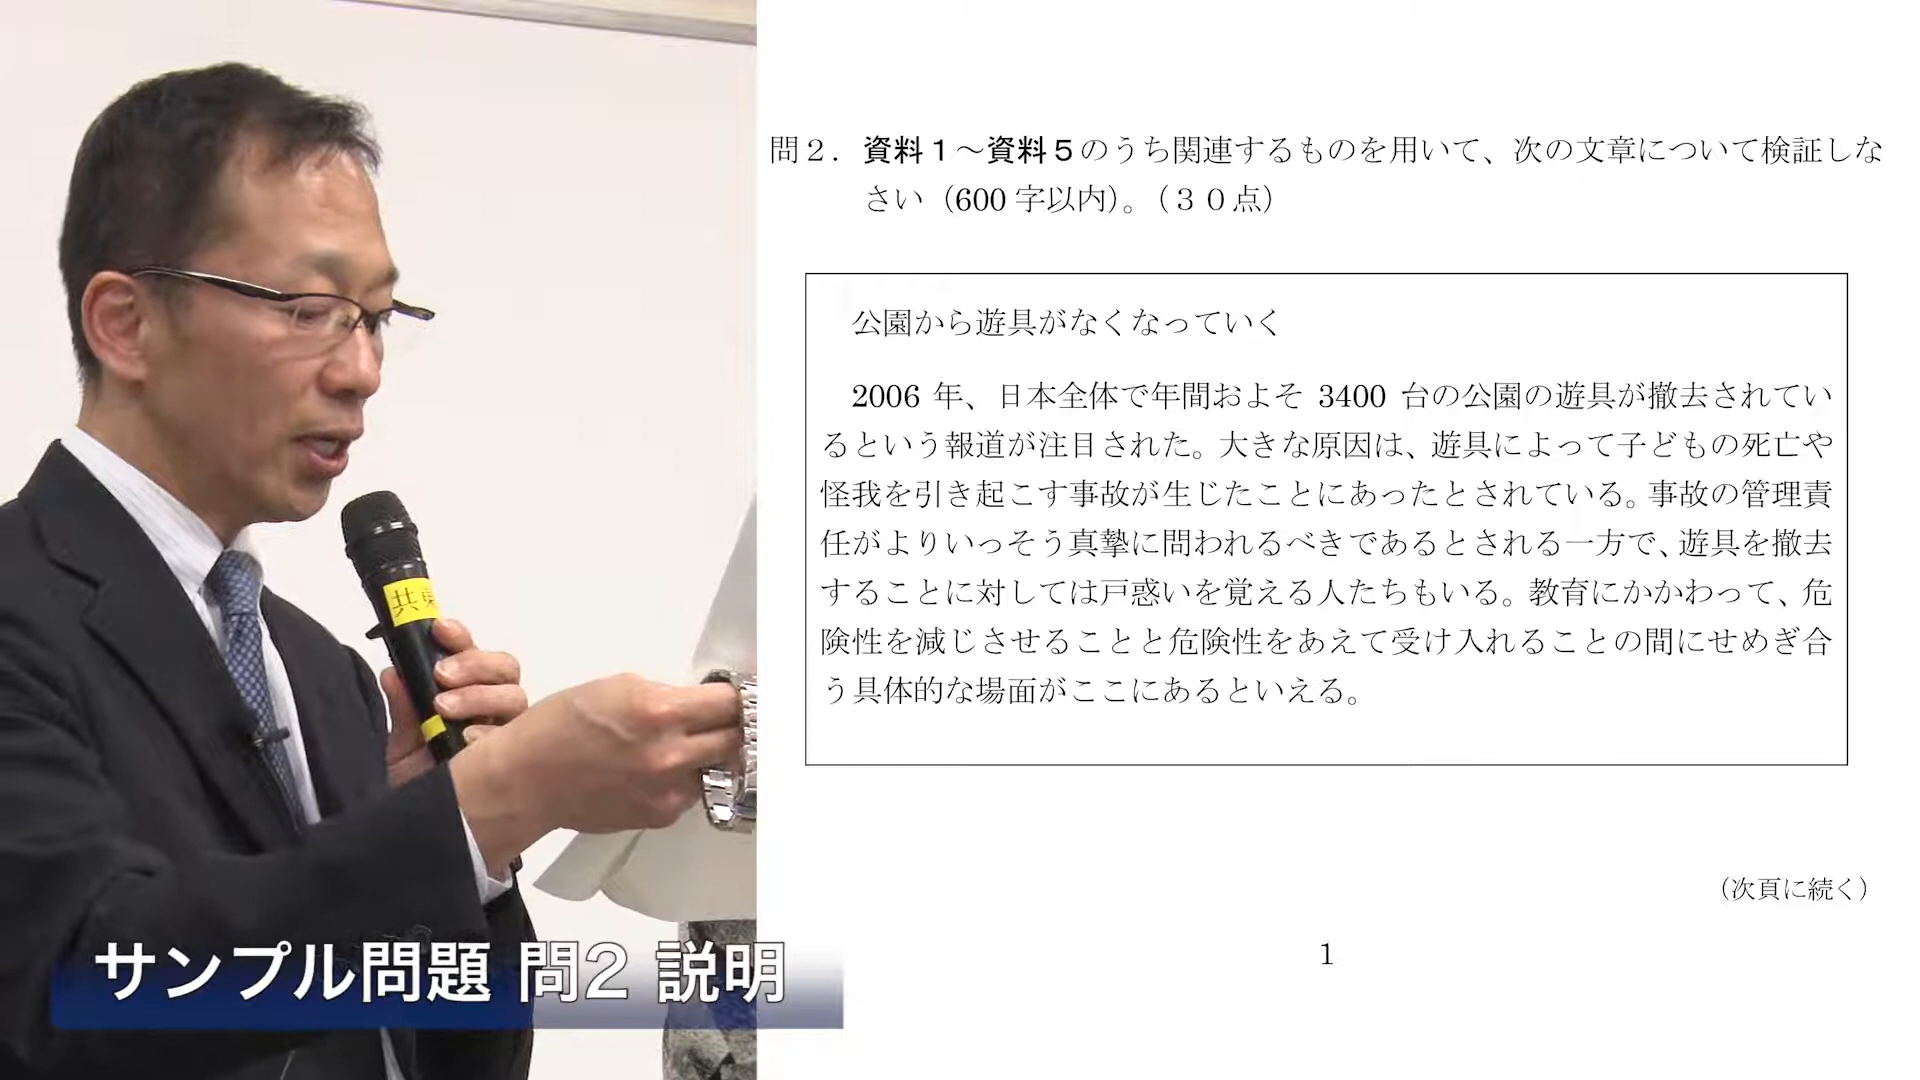 問２．資料１～資料５のうち関連するものを用いて、次の文章について検証しな
さい（600 字以内）。（３０点）
公園から遊具がなくなっていく
2006 年、日本全体で年間およそ 3400 台の公園の遊具が撤去されてい
るという報道が注目された。大きな原因は、遊具によって子どもの死亡や
怪我を引き起こす事故が生じたことにあったとされている。事故の管理責
任がよりいっそう真摯に問われるべきであるとされる一方で、遊具を撤去
することに対しては戸惑いを覚える人たちもいる。教育にかかわって、危
険性を減じさせることと危険性をあえて受け入れることの間にせめぎ合
う具体的な場面がここにあるといえる。
（次頁に続く）
1
共
サンプル問題 問2 説明